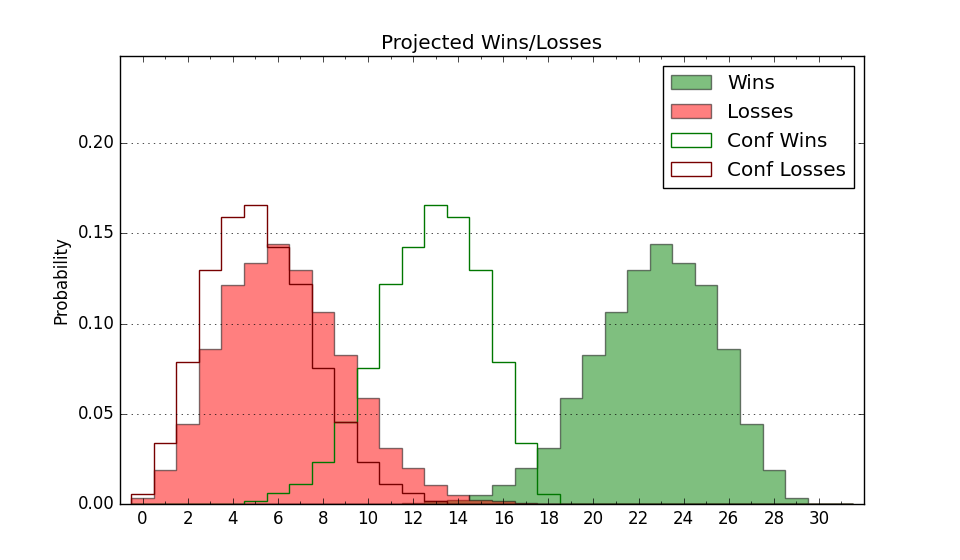 Projected Wins/Losses
Wins
Losses
Conf Wins
Conf Losses
Probability
0.20
0.15
0.10
0.05
0.00
0 2 4 6 8 10 12 14 16 18 20 22 24 26 28 30